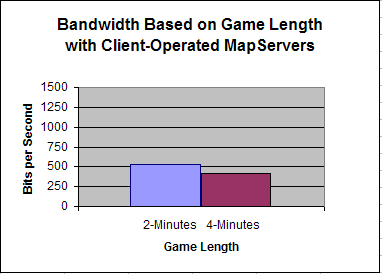 Bandwidth Based on Game Length
with Client-Operated MapServers
1500
1250
1000
750
500
250
0
Bits per Second
2-Minutes 4-Minutes
Game Length